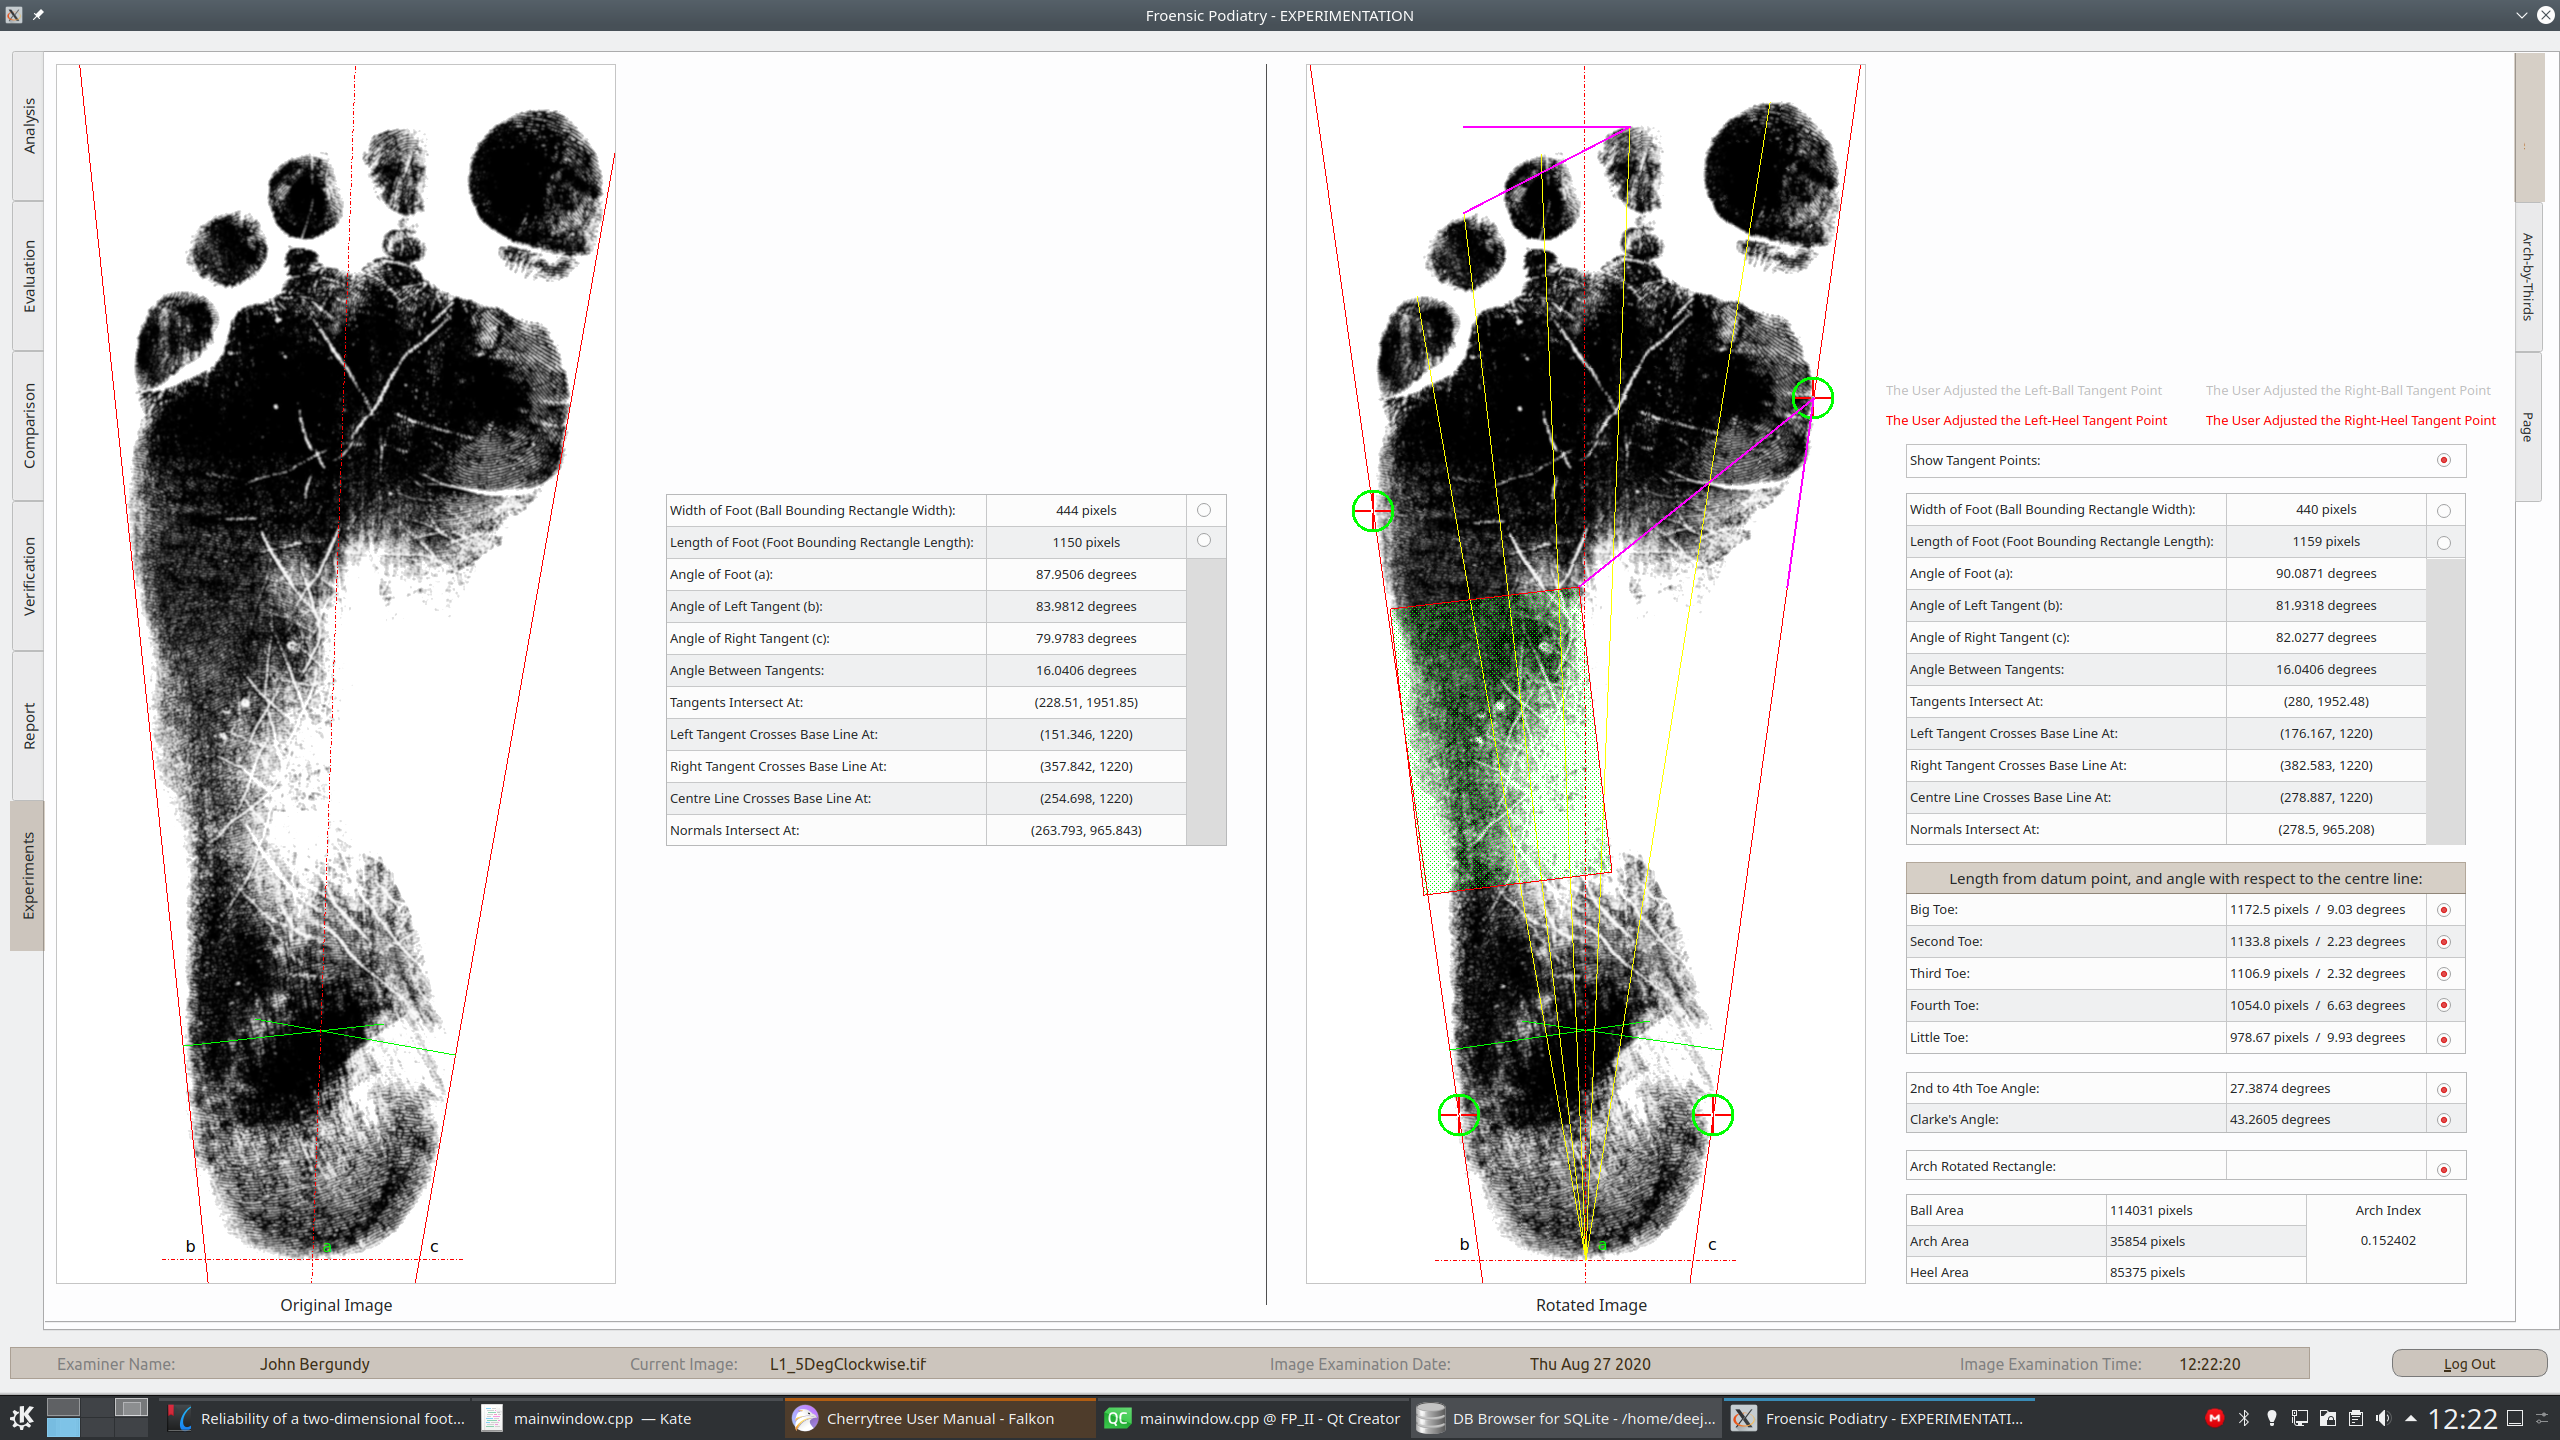 Froensic Podiatry - EXPERIMENTATION
Analysis
Evaluation
Comparison
Verification
Report
Experiments
b
a
c
Original Image
Width of Foot (Ball Bounding Rectangle Width): 444 pixels
Length of Foot (Foot Bounding Rectangle Length): 1150 pixels
Angle of Foot (a): 87.9506 degrees
Angle of Left Tangent (b): 83.9812 degrees
Angle of Right Tangent (c): 79.9783 degrees
Angle Between Tangents: 16.0406 degrees
Tangents Intersect At: (228.51, 1951.85)
Left Tangent Crosses Base Line At: (151.346, 1220)
Right Tangent Crosses Base Line At: (357.842, 1220)
Centre Line Crosses Base Line At: (254.698, 1220)
Normals Intersect At: (263.793, 965.843)
b
a
c
Rotated Image
The User Adjusted the Left-Ball Tangent Point The User Adjusted the Right-Ball Tangent Point
The User Adjusted the Left-Heel Tangent Point The User Adjusted the Right-Heel Tangent Point
Show Tangent Points:
Width of Foot (Ball Bounding Rectangle Width): 440 pixels
Length of Foot (Foot Bounding Rectangle Length): 1159 pixels
Angle of Foot (a): 90.0871 degrees
Angle of Left Tangent (b): 81.9318 degrees
Angle of Right Tangent (c): 82.0277 degrees
Angle Between Tangents: 16.0406 degrees
Tangents Intersect At: (280, 1952.48)
Left Tangent Crosses Base Line At: (176.167, 1220)
Right Tangent Crosses Base Line At: (382.583, 1220)
Centre Line Crosses Base Line At: (278.887, 1220)
Normals Intersect At: (278.5, 965.208)
Length from datum point, and angle with respect to the centre line:
Big Toe: 1172.5 pixels / 9.03 degrees
Second Toe: 1133.8 pixels / 2.23 degrees
Third Toe: 1106.9 pixels / 2.32 degrees
Fourth Toe: 1054.0 pixels / 6.63 degrees
Little Toe: 978.67 pixels / 9.93 degrees
2nd to 4th Toe Angle: 27.3874 degrees
Clarke's Angle: 43.2605 degrees
Arch Rotated Rectangle:
Ball Area 114031 pixels Arch Index
Arch Area 35854 pixels 0.152402
Heel Area 85375 pixels
Arch-by-Thirds
Page
Examiner Name: John Bergundy Current Image: L1_5DegClockwise.tif Image Examination Date: Thu Aug 27 2020 Image Examination Time: 12:22:20 Log Out
Reliability of a two-dimensional foot... mainwindow.cpp — Kate Cherrytree User Manual - Falkon QC mainwindow.cpp @ FP_II - Qt Creator DB Browser for SQLite - /home/deej... Froensic Podiatry - EXPERIMENTATI... 12:22